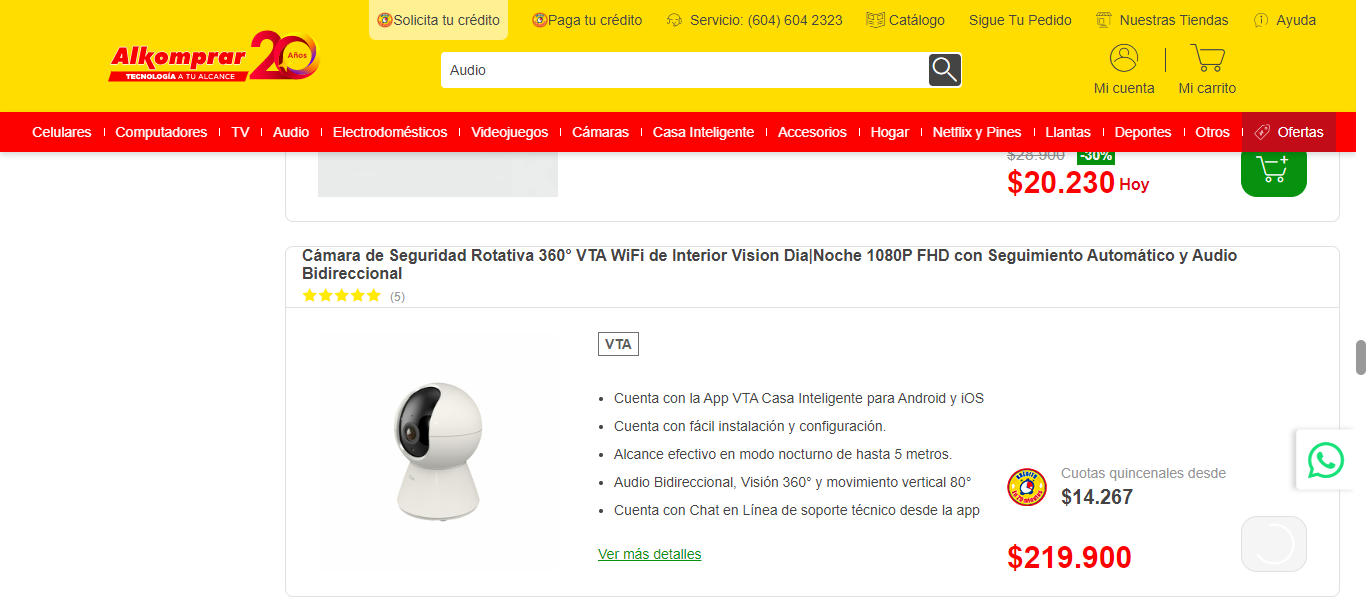 Solicita tu crédito
Paga tu crédito
Servicio: (604) 604 2323
Catálogo
Sigue Tu Pedido
Nuestras Tiendas
Ayuda
Alkomprar 20 Años
TECNOLOGÍA A TU ALCANCE
Audio
Mi cuenta
Mi carrito
Celulares
Computadores
TV
Audio
Electrodomésticos
Videojuegos
Cámaras
Casa Inteligente
Accesorios
Hogar
Netflix y Pines
Llantas
Deportes
Otros
Ofertas
$28.900 -30%
$20.230 Hoy
Cámara de Seguridad Rotativa 360° VTA WiFi de Interior Vision Dia|Noche 1080P FHD con Seguimiento Automático y Audio
Bidireccional
(5)
VTA
• Cuenta con la App VTA Casa Inteligente para Android y iOS
• Cuenta con fácil instalación y configuración.
• Alcance efectivo en modo nocturno de hasta 5 metros.
• Audio Bidireccional, Visión 360° y movimiento vertical 80°
• Cuenta con Chat en Línea de soporte técnico desde la app
Ver más detalles
Cuotas quincenales desde
$14.267
$219.900